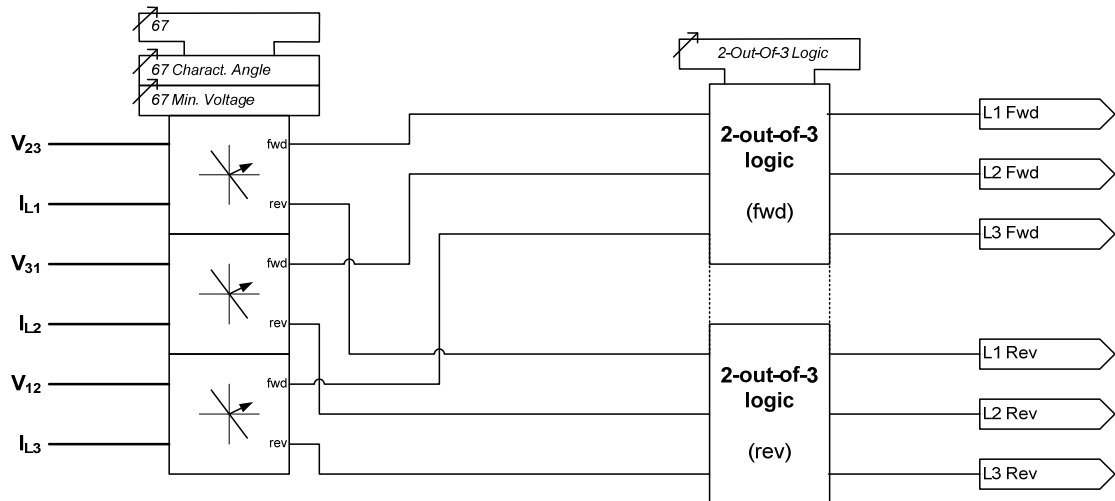 67
67 Charact. Angle
67 Min. Voltage
2-Out-Of-3 Logic
V23
IL1
V31
IL2
V12
IL3
fwd
rev
fwd
rev
fwd
rev
2-out-of-3
logic
(fwd)
2-out-of-3
logic
(rev)
L1 Fwd
L2 Fwd
L3 Fwd
L1 Rev
L2 Rev
L3 Rev